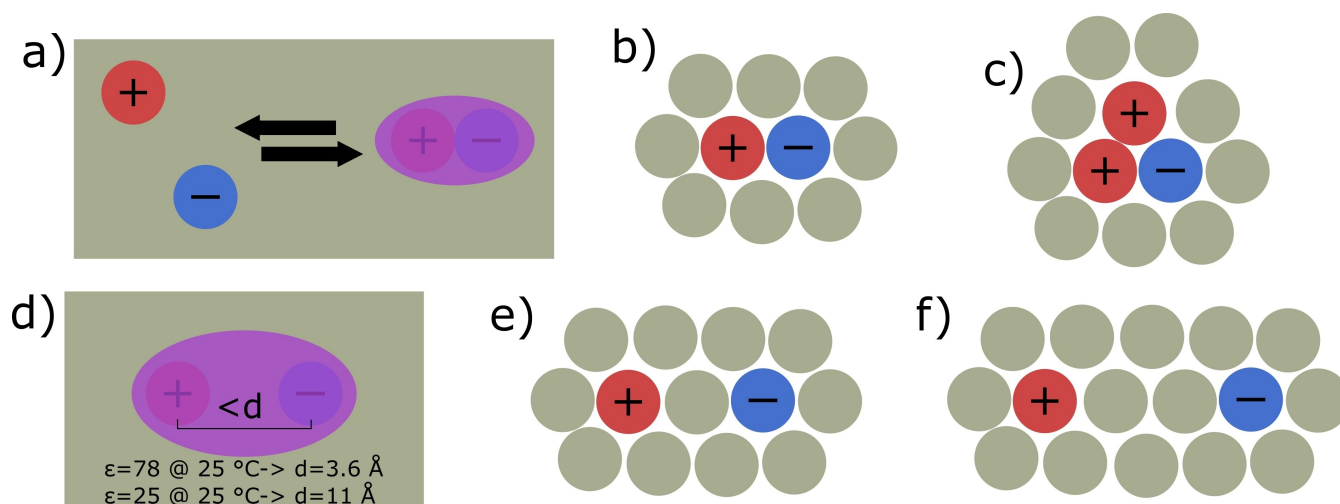 a)
+
−
+ −
b)
+ −
c)
+
+ −
d)
+ −
<d
ε=78 @ 25 °C-> d=3.6 Å
ε=25 @ 25 °C-> d=11 Å
e)
+ −
f)
+ −